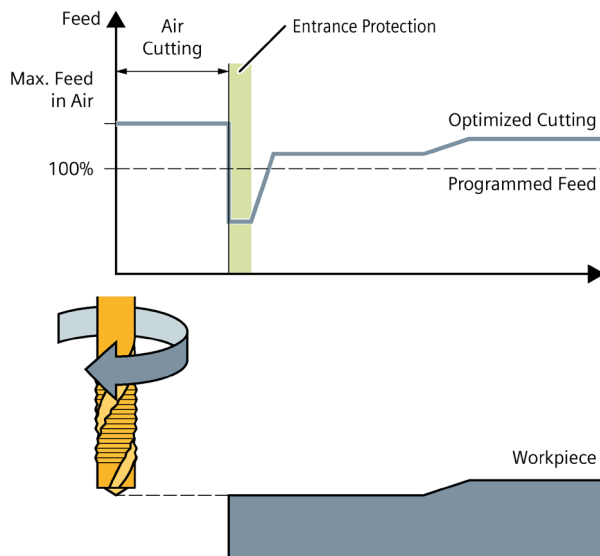 Feed
Air
Cutting
Entrance Protection
Max. Feed
in Air
Optimized Cutting
100%
Programmed Feed
Workpiece